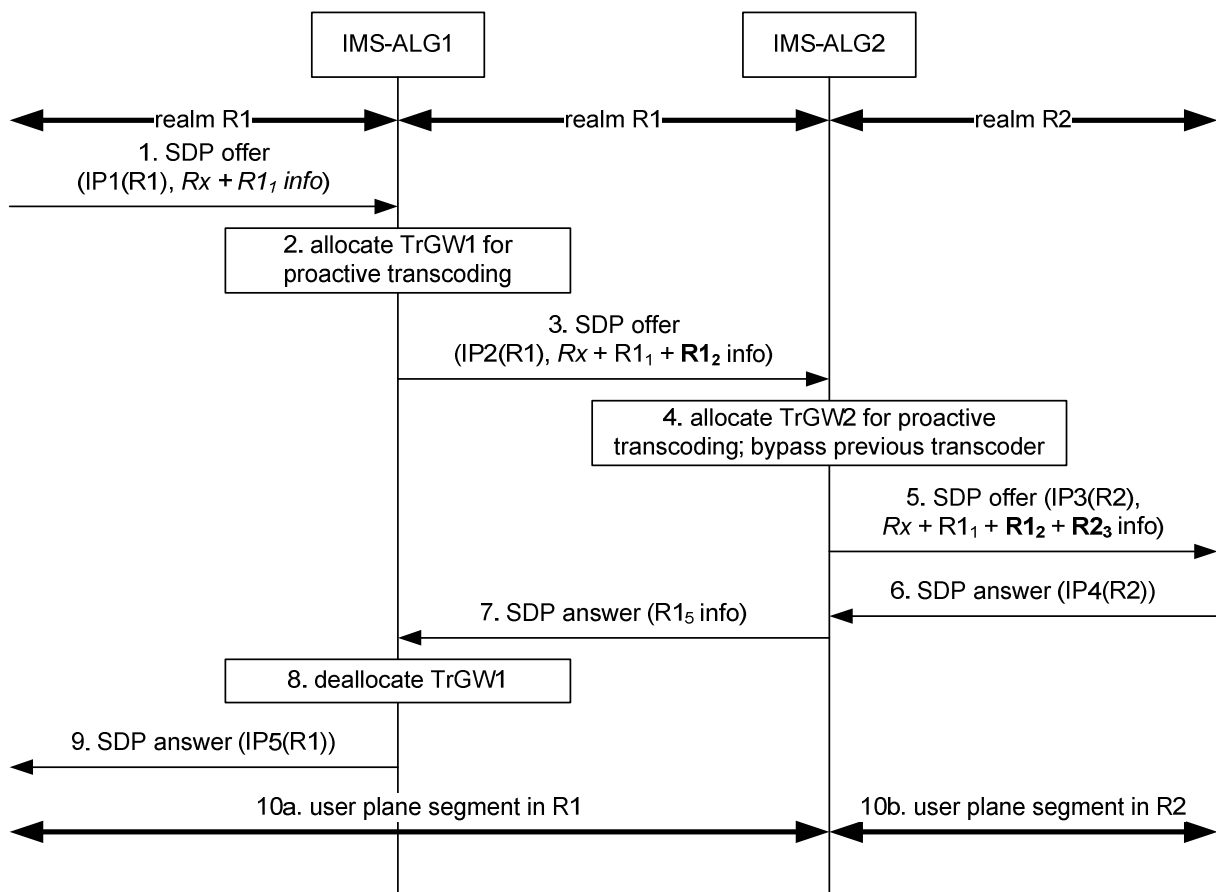 IMS-ALG1
IMS-ALG2
realm R1
realm R1
realm R2
1. SDP offer
(IP1(R1), Rx + R1₁ info)
2. allocate TrGW1 for
proactive transcoding
3. SDP offer
(IP2(R1), Rx + R1₁ + R1₂ info)
4. allocate TrGW2 for proactive
transcoding; bypass previous transcoder
5. SDP offer (IP3(R2),
Rx + R1₁ + R1₂ + R2₃ info)
6. SDP answer (IP4(R2))
7. SDP answer (R1₅ info)
8. deallocate TrGW1
9. SDP answer (IP5(R1))
10a. user plane segment in R1
10b. user plane segment in R2